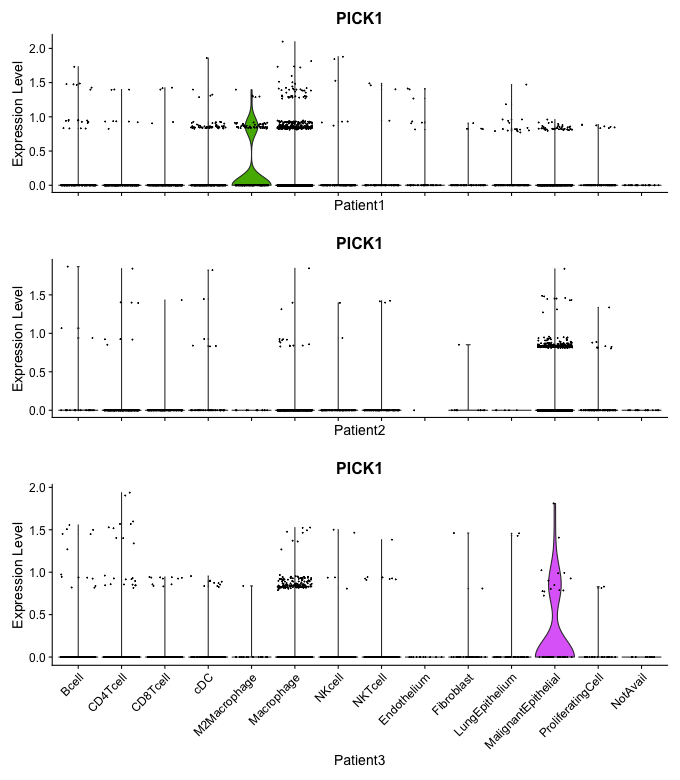 PICK1
Expression Level
2.0
1.5
1.0
0.5
0.0
Patient1
PICK1
Expression Level
1.5
1.0
0.5
0.0
Patient2
PICK1
Expression Level
2.0
1.5
1.0
0.5
0.0
Bcell
CD4Tcell
CD8Tcell
cDC
M2Macrophage
Macrophage
NKcell
NKTcell
Endothelium
Fibroblast
LungEpithelium
MalignantEpithelial
ProliferatingCell
NotAvail
Patient3